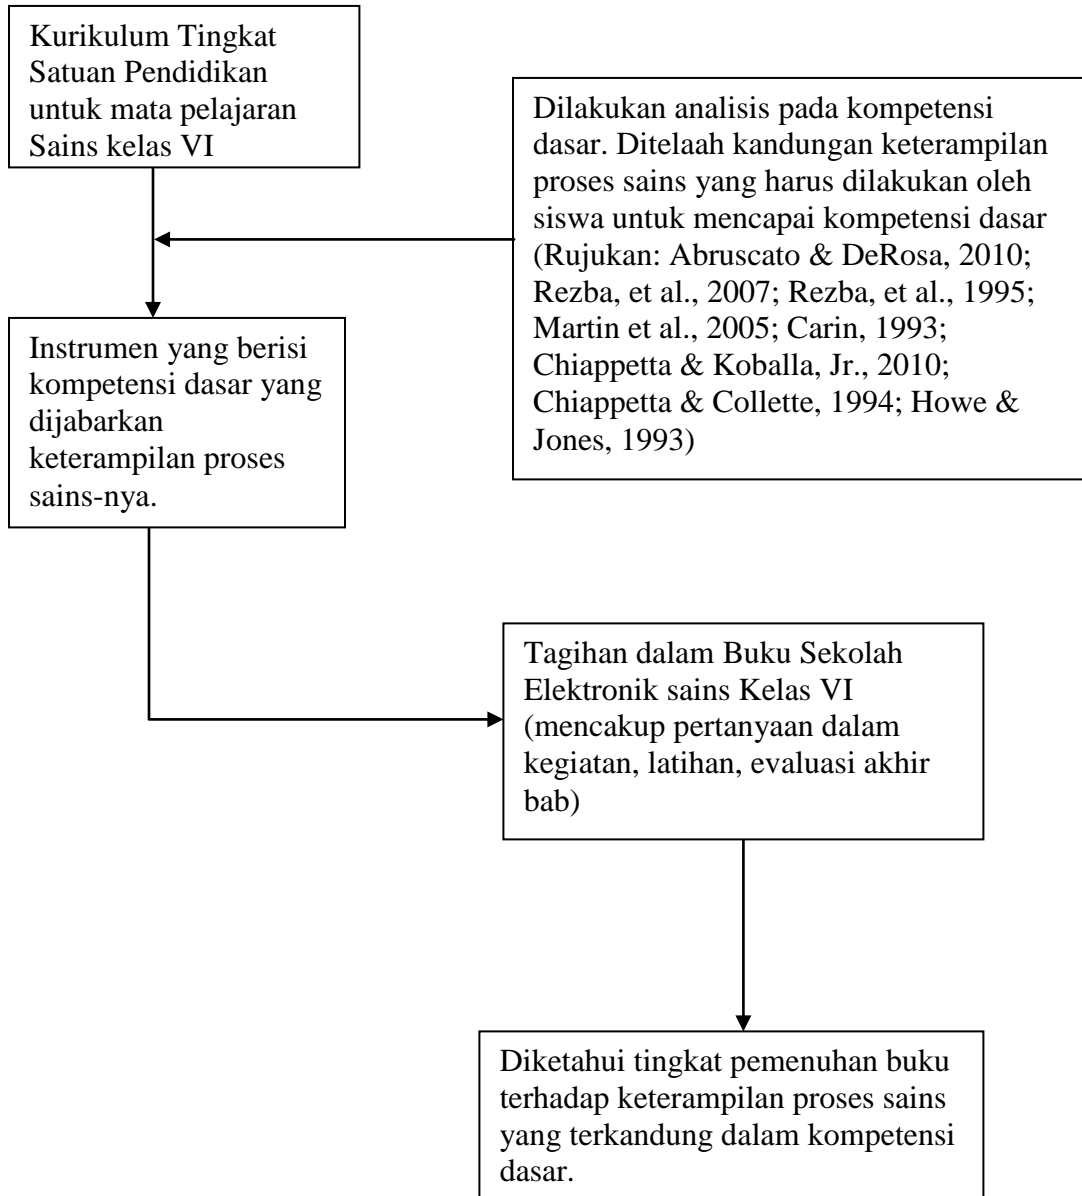 Kurikulum Tingkat
Satuan Pendidikan
untuk mata pelajaran
Sains kelas VI
Dilakukan analisis pada kompetensi
dasar. Ditelaah kandungan keterampilan
proses sains yang harus dilakukan oleh
siswa untuk mencapai kompetensi dasar
(Rujukan: Abruscato & DeRosa, 2010;
Rezba, et al., 2007; Rezba, et al., 1995;
Martin et al., 2005; Carin, 1993;
Chiappetta & Koballa, Jr., 2010;
Chiappetta & Collette, 1994; Howe &
Jones, 1993)
Instrumen yang berisi
kompetensi dasar yang
dijabarkan
keterampilan proses
sains-nya.
Tagihan dalam Buku Sekolah
Elektronik sains Kelas VI
(mencakup pertanyaan dalam
kegiatan, latihan, evaluasi akhir
bab)
Diketahui tingkat pemenuhan buku
terhadap keterampilan proses sains
yang terkandung dalam kompetensi
dasar.